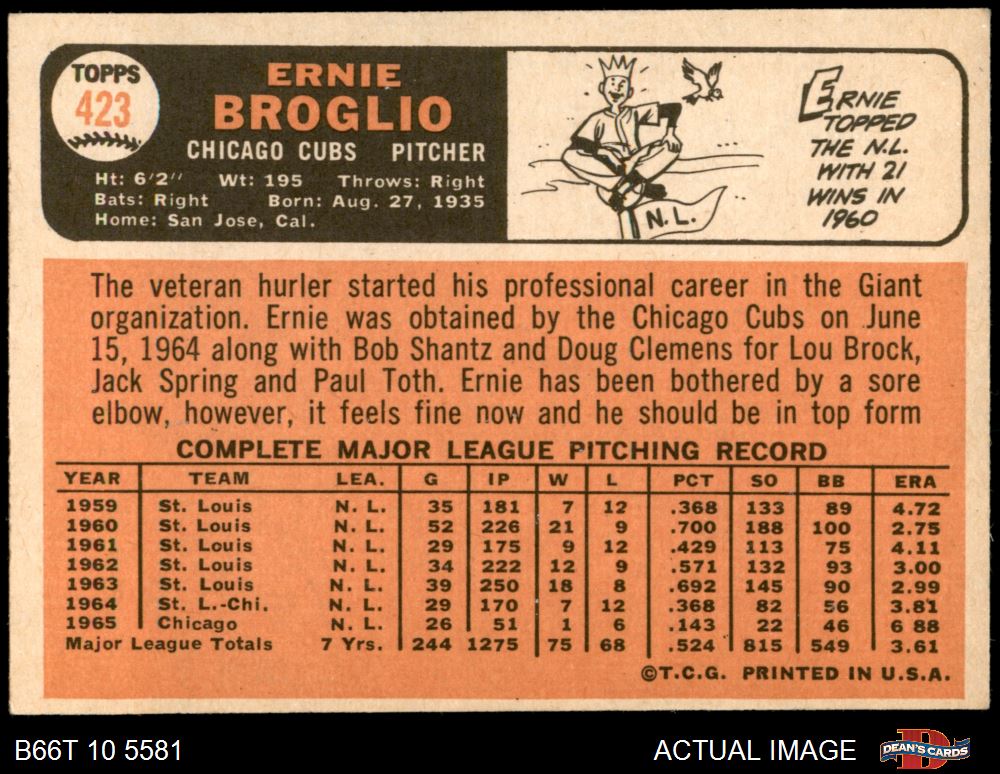 TOPPS
423
ERNIE
BROGLIO
CHICAGO CUBS PITCHER
Ht: 6'2" Wt: 195 Throws: Right
Bats: Right Born: Aug. 27, 1935
Home: San Jose, Cal.
N.L.
ERNIE
TOPPED
THE N.L.
WITH 21
WINS IN
1960
The veteran hurler started his professional career in the Giant
organization. Ernie was obtained by the Chicago Cubs on June
15, 1964 along with Bob Shantz and Doug Clemens for Lou Brock,
Jack Spring and Paul Toth. Ernie has been bothered by a sore
elbow, however, it feels fine now and he should be in top form
COMPLETE MAJOR LEAGUE PITCHING RECORD
YEAR TEAM LEA. G IP W L PCT SO BB ERA
1959 St. Louis N. L. 35 181 7 12 .368 133 89 4.72
1960 St. Louis N. L. 52 226 21 9 .700 188 100 2.75
1961 St. Louis N. L. 29 175 9 12 .429 113 75 4.11
1962 St. Louis N. L. 34 222 12 9 .571 132 93 3.00
1963 St. Louis N. L. 39 250 18 8 .692 145 90 2.99
1964 St. L.-Chi. N. L. 29 170 7 12 .368 82 56 3.81
1965 Chicago N. L. 26 51 1 6 .143 22 46 6 88
Major League Totals 7 Yrs. 244 1275 75 68 .524 815 549 3.61
©T.C.G. PRINTED IN U.S.A.
B66T 10 5581 ACTUAL IMAGE
D
DEAN'S CARDS